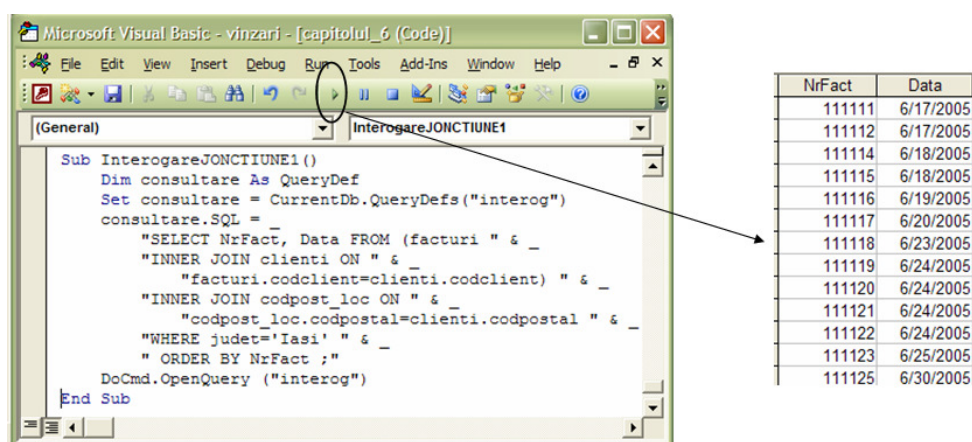 Microsoft Visual Basic - vinzari - [capitolul_6 (Code)]
File Edit View Insert Debug Run Tools Add-Ins Window Help
(General) InterogareJONCTIUNE1
Sub InterogareJONCTIUNE1()
Dim consultare As QueryDef
Set consultare = CurrentDb.QueryDefs("interog")
consultare.SQL = _
"SELECT NrFact, Data FROM (facturi " & _
"INNER JOIN clienti ON " & _
"facturi.codclient=clienti.codclient) " & _
"INNER JOIN codpost_loc ON " & _
"codpost_loc.codpostal=clienti.codpostal " & _
"WHERE judet='Iasi' " & _
" ORDER BY NrFact ;"
DoCmd.OpenQuery ("interog")
End Sub
NrFact Data
111111 6/17/2005
111112 6/17/2005
111114 6/18/2005
111115 6/18/2005
111116 6/19/2005
111117 6/20/2005
111118 6/23/2005
111119 6/24/2005
111120 6/24/2005
111121 6/24/2005
111122 6/24/2005
111123 6/25/2005
111125 6/30/2005